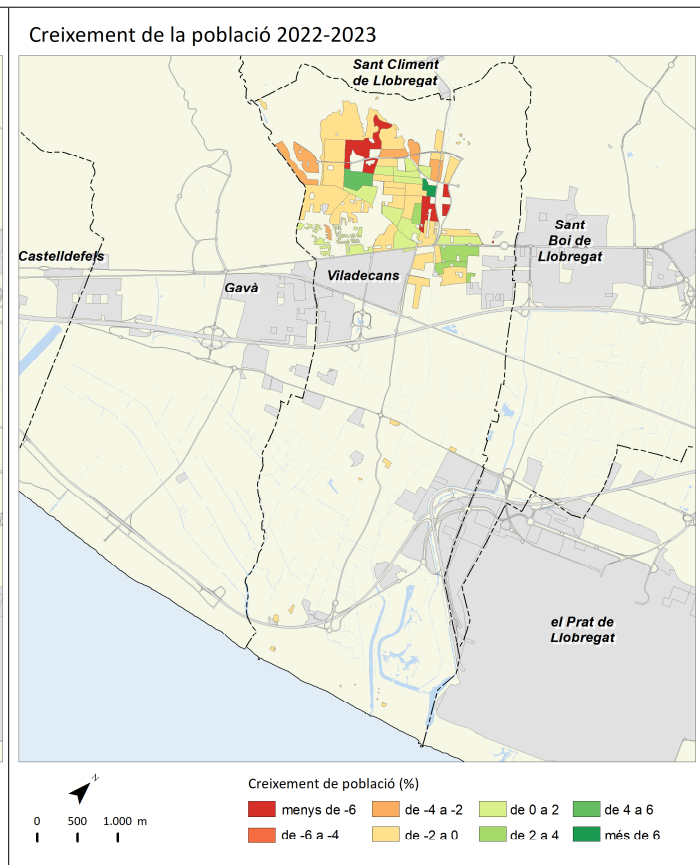 Creixement de la població 2022-2023
Sant Climent
de Llobregat
Sant
Boi de
Llobregat
Castelldefels
Viladecans
Gavà
el Prat de
Llobregat
N
0 500 1.000 m
Creixement de població (%)
menys de -6
de -4 a -2
de 0 a 2
de 4 a 6
de -6 a -4
de -2 a 0
de 2 a 4
més de 6